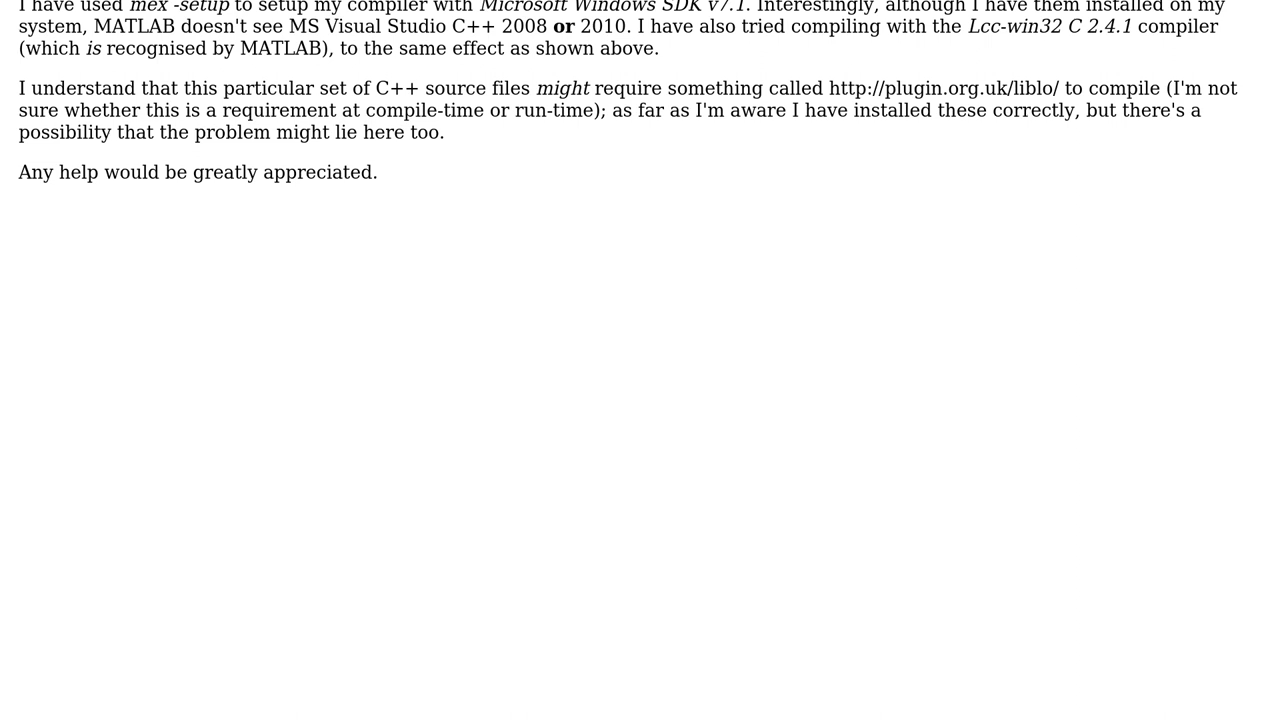 I have used mex -setup to setup my compiler with Microsoft Windows SDK v7.1. Interestingly, although I have them installed on my
system, MATLAB doesn't see MS Visual Studio C++ 2008 or 2010. I have also tried compiling with the Lcc-win32 C 2.4.1 compiler
(which is recognised by MATLAB), to the same effect as shown above.
I understand that this particular set of C++ source files might require something called http://plugin.org.uk/liblo/ to compile (I'm not
sure whether this is a requirement at compile-time or run-time); as far as I'm aware I have installed these correctly, but there's a
possibility that the problem might lie here too.
Any help would be greatly appreciated.